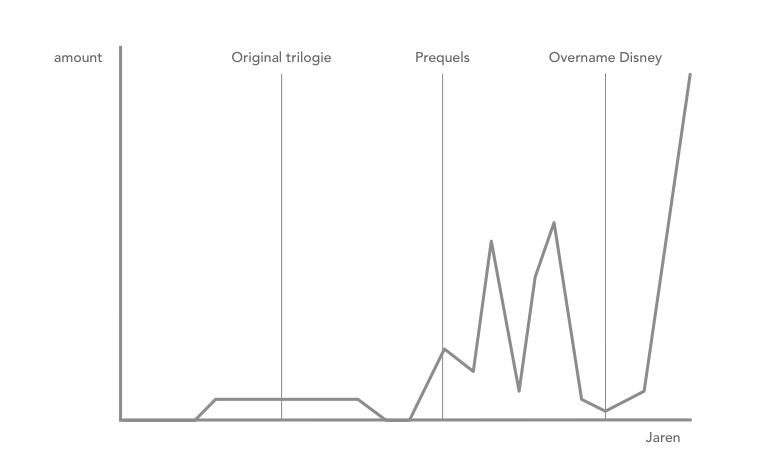 amount
Original trilogie
Prequels
Overname Disney
Jaren